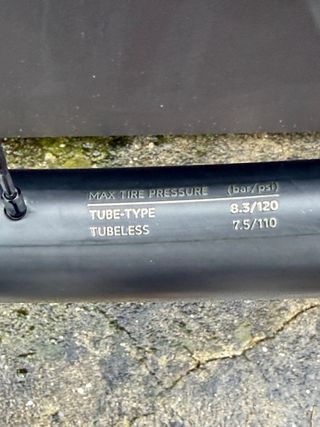 MAX TIRE PRESSURE (bar/psi)
TUBE-TYPE 8.3/120
TUBELESS 7.5/110